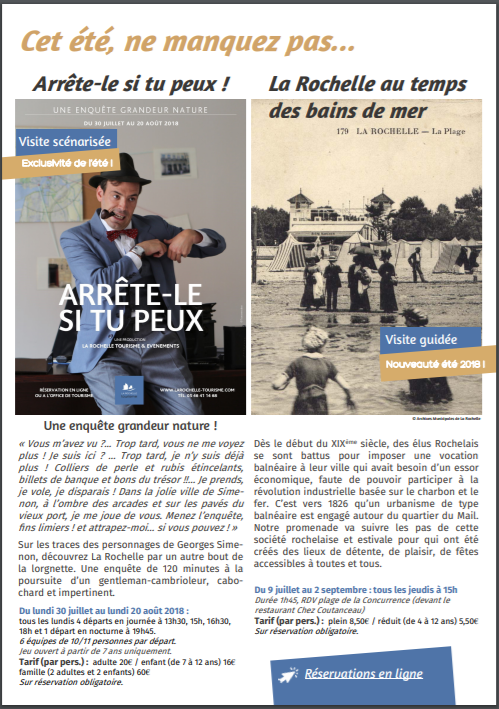 Cet été, ne manquez pas...
Arrête-le si tu peux !
UNE ENQUÊTE GRANDEUR NATURE
DU 30 JUILLET AU 20 AOÛT 2018
Visite scénarisée
Exclusivité de l'été !
ARRÊTE-LE
SI TU PEUX
UNE PRODUCTION
LA ROCHELLE TOURISME & ÉVÉNEMENTS
RÉSERVATION EN LIGNE
OU A L'OFFICE DE TOURISME
WWW.LAROCHELLE-TOURISME.COM
TEL 05 46 41 14 68
Une enquête grandeur nature !
« Vous m'avez vu ?... Trop tard, vous ne me voyez
plus ! Je suis ici ? ... Trop tard, je n'y suis déjà
plus ! Colliers de perle et rubis étincelants,
billets de banque et bons du trésor !!... Je prends,
je vole, je disparais ! Dans la jolie ville de Sime-
non, à l'ombre des arcades et sur les pavés du
vieux port, je me joue de vous. Menez l'enquête,
fins limiers ! et attrapez-moi... si vous pouvez ! »
Sur les traces des personnages de Georges Sime-
non, découvrez La Rochelle par un autre bout de
la lorgnette. Une enquête de 120 minutes à la
poursuite d'un gentleman-cambrioleur, cabo-
chard et impertinent.
Du lundi 30 juillet au lundi 20 août 2018 :
tous les lundis 4 départs en journée à 13h30, 15h, 16h30,
18h et 1 départ en nocturne à 19h45.
6 équipes de 10/11 personnes par départ.
Jeu ouvert à partir de 7 ans uniquement.
Tarif (par pers.) : adulte 20€ / enfant (de 7 à 12 ans) 16€
famille (2 adultes et 2 enfants) 60€
Sur réservation obligatoire.
La Rochelle au temps
des bains de mer
179 LA ROCHELLE — La Plage
Visite guidée
Nouveauté été 2018 !
© Archives Municipales de La Rochelle
Dès le début du XIXème siècle, des élus Rochelais
se sont battus pour imposer une vocation
balnéaire à leur ville qui avait besoin d'un essor
économique, faute de pouvoir participer à la
révolution industrielle basée sur le charbon et le
fer. C'est vers 1826 qu'un urbanisme de type
balnéaire est engagé autour du quartier du Mail.
Notre promenade va suivre les pas de cette
société rochelaise et estivale pour qui ont été
créés des lieux de détente, de plaisir, de fêtes
accessibles à toutes et tous.
Du 9 juillet au 2 septembre : tous les jeudis à 15h
Durée 1h45, RDV plage de la Concurrence (devant le
restaurant Chez Coutanceau)
Tarif (par pers.) : plein 8,50€ / réduit (de 4 à 12 ans) 5,50€
Sur réservation obligatoire.
Réservations en ligne